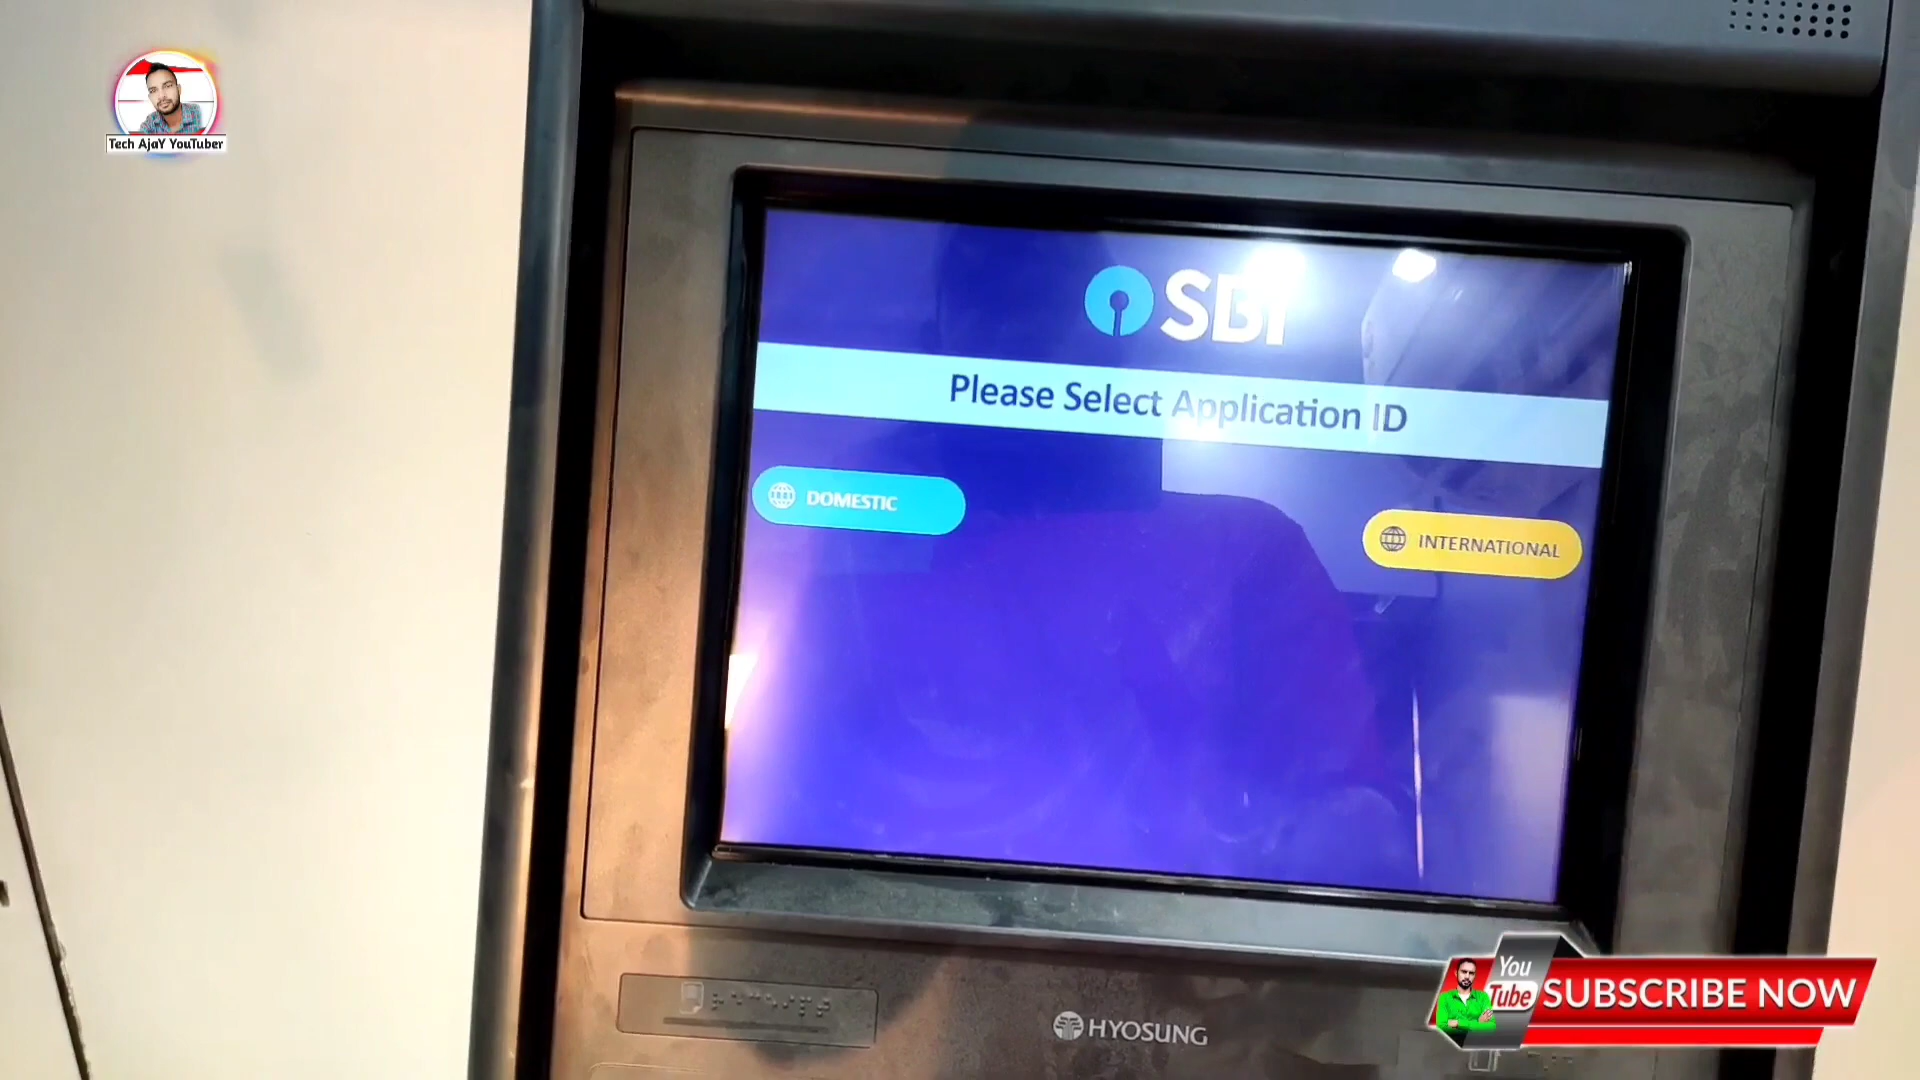 Tech AjaY YouTuber
SBI
Please Select Application ID
DOMESTIC
INTERNATIONAL
HYOSUNG
You
Tube
SUBSCRIBE NOW